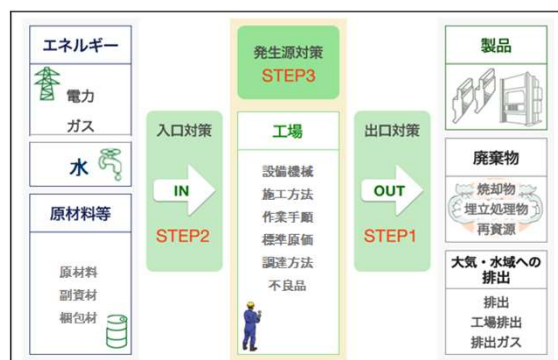 エネルギー
電力
ガス
水
原材料等
原材料
副資材
梱包材
入口対策
IN
STEP2
発生源対策
STEP3
工場
設備機械
施工方法
作業手順
標準原価
調達方法
不良品
出口対策
OUT
STEP1
製品
廃棄物
焼却物
埋立処理物
再資源
大気・水域への
排出
排出
工場排出
排出ガス